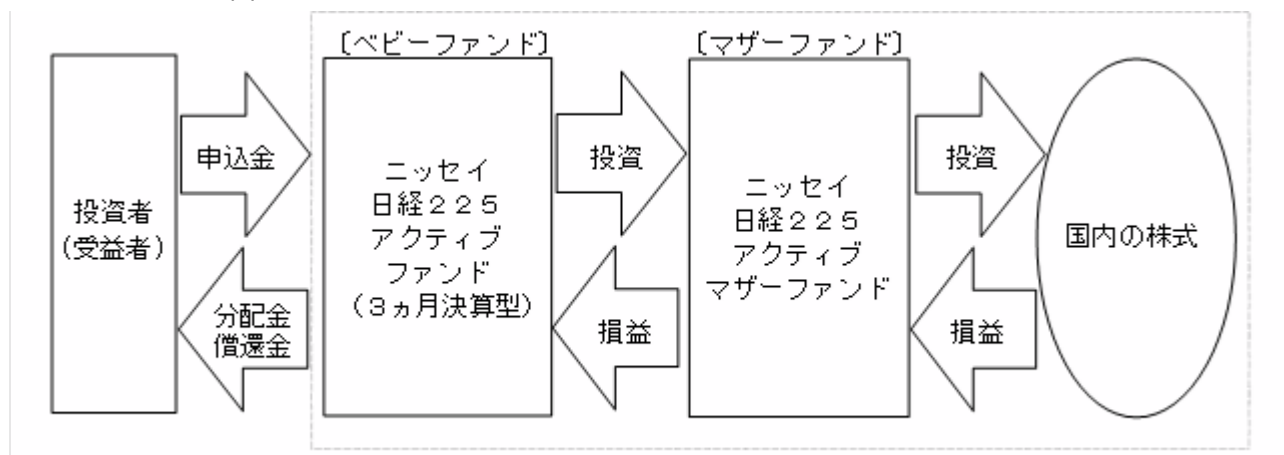 〔ベビーファンド〕
〔マザーファンド〕
投資者
(受益者)
申込金
分配金
償還金
ニッセイ
日経225
アクティブ
ファンド
(3ヵ月決算型)
投資
損益
ニッセイ
日経225
アクティブ
マザーファンド
投資
損益
国内の株式